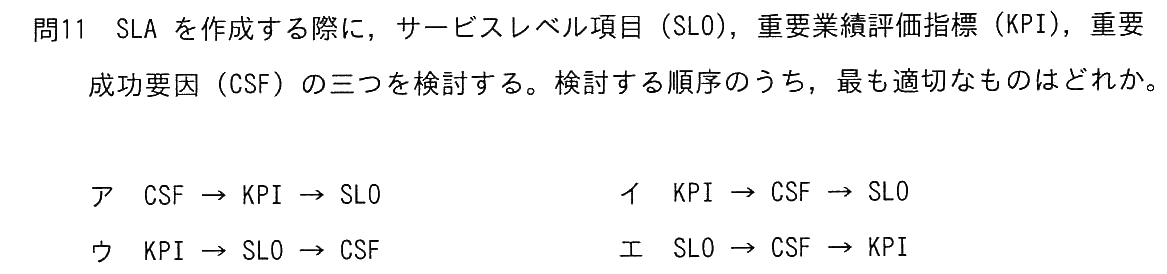 問11　SLA を作成する際に，サービスレベル項目（SLO），重要業績評価指標（KPI），重要
成功要因（CSF）の三つを検討する。検討する順序のうち，最も適切なものはどれか。
ア　CSF → KPI → SLO　　イ　KPI → CSF → SLO
ウ　KPI → SLO → CSF　　エ　SLO → CSF → KPI